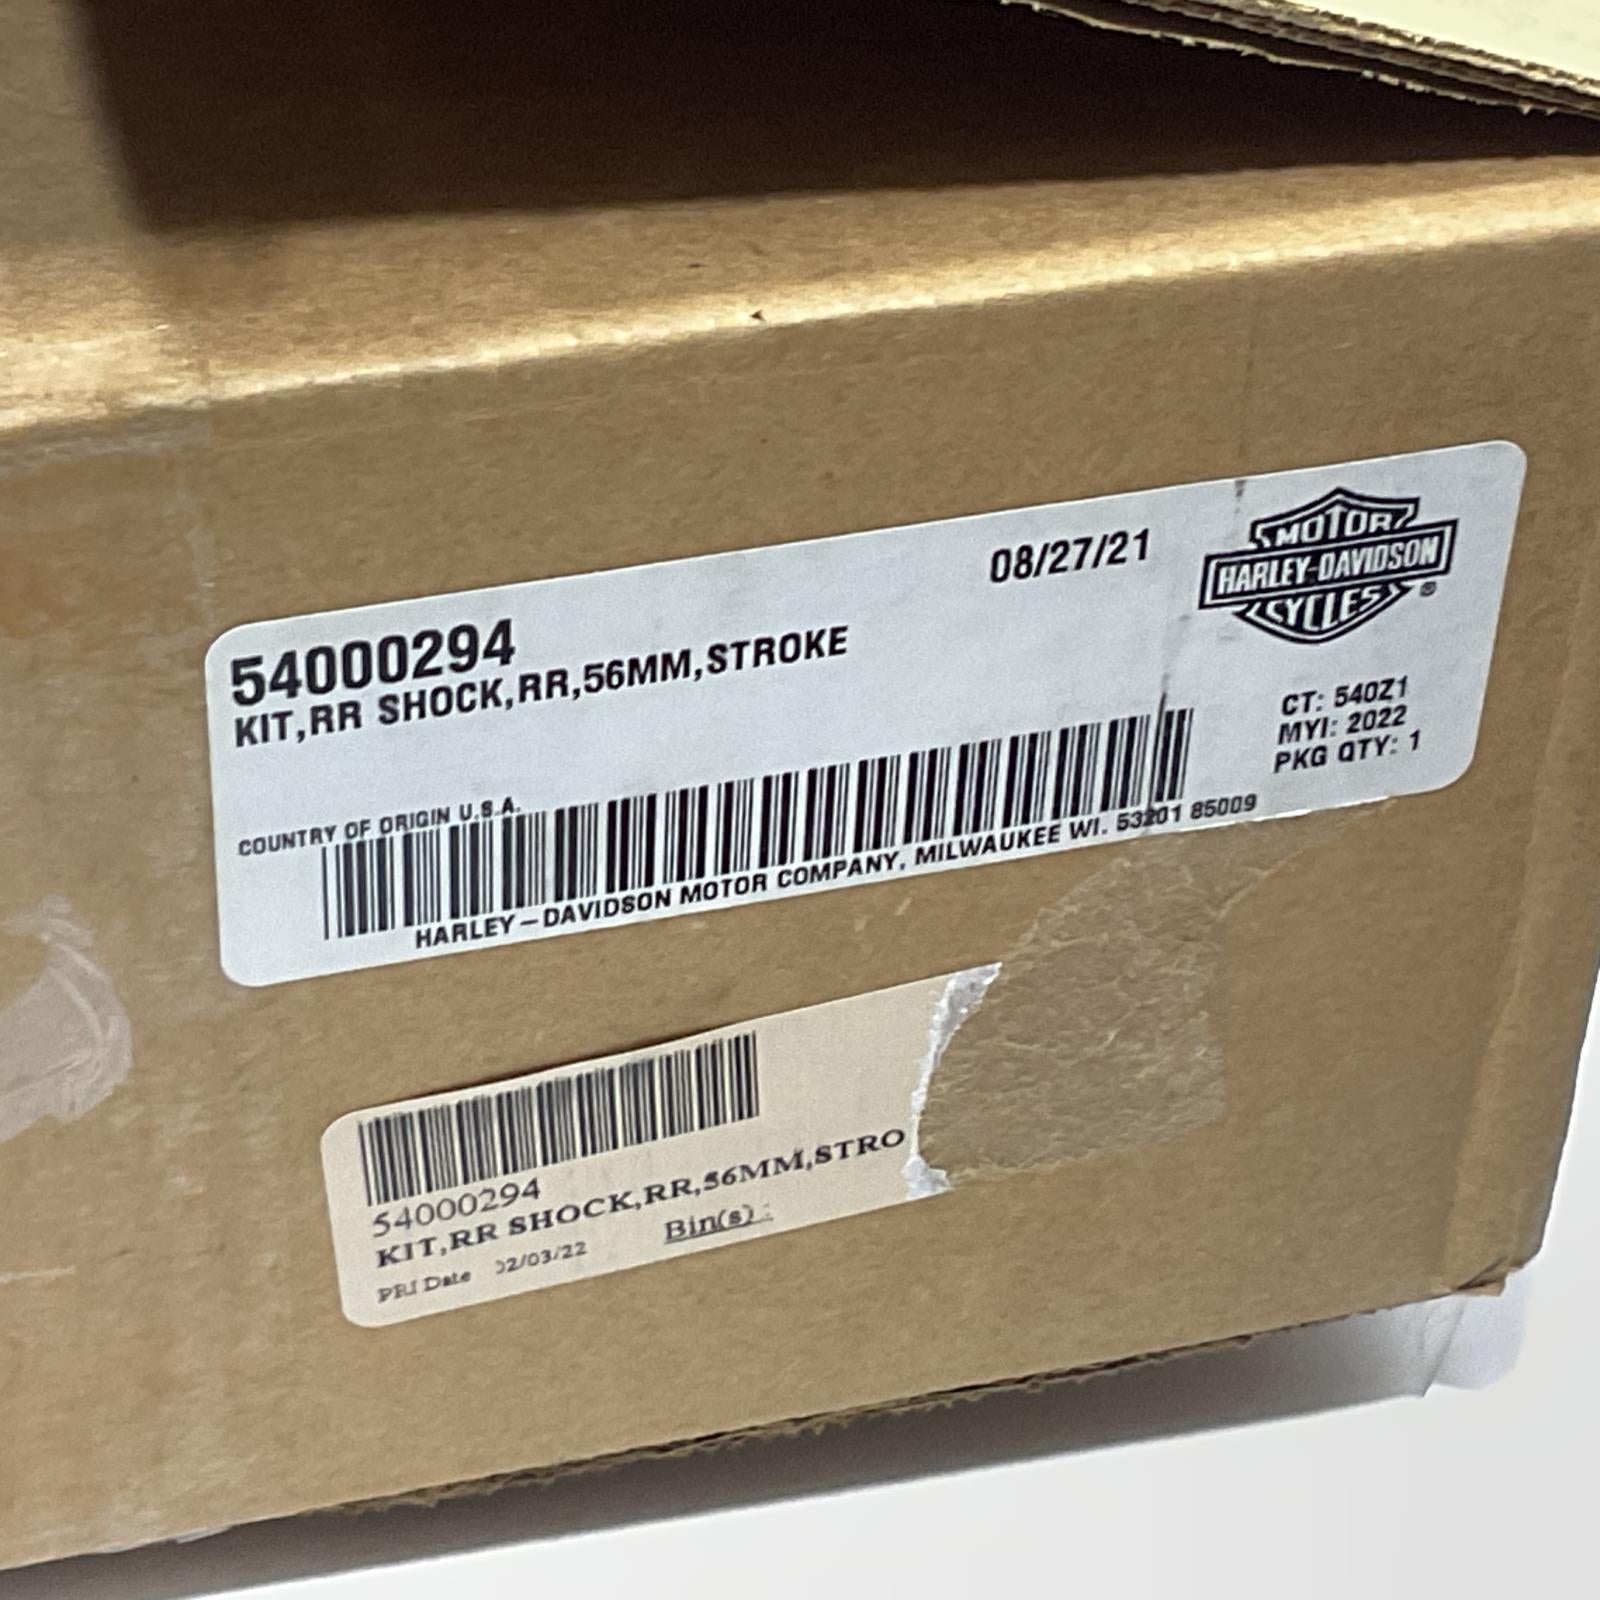 08/27/21
MOTOR
HARLEY-DAVIDSON
CYCLES
®
54000294
KIT,RR SHOCK,RR,56MM,STROKE
CT: 540Z1
MYI: 2022
PKG QTY: 1
COUNTRY OF ORIGIN U.S.A.
HARLEY-DAVIDSON MOTOR COMPANY, MILWAUKEE WI. 53201 85009
54000294
KIT,RR SHOCK,RR,56MM,STRO
PRI Date 02/03/22 Bin(s) :